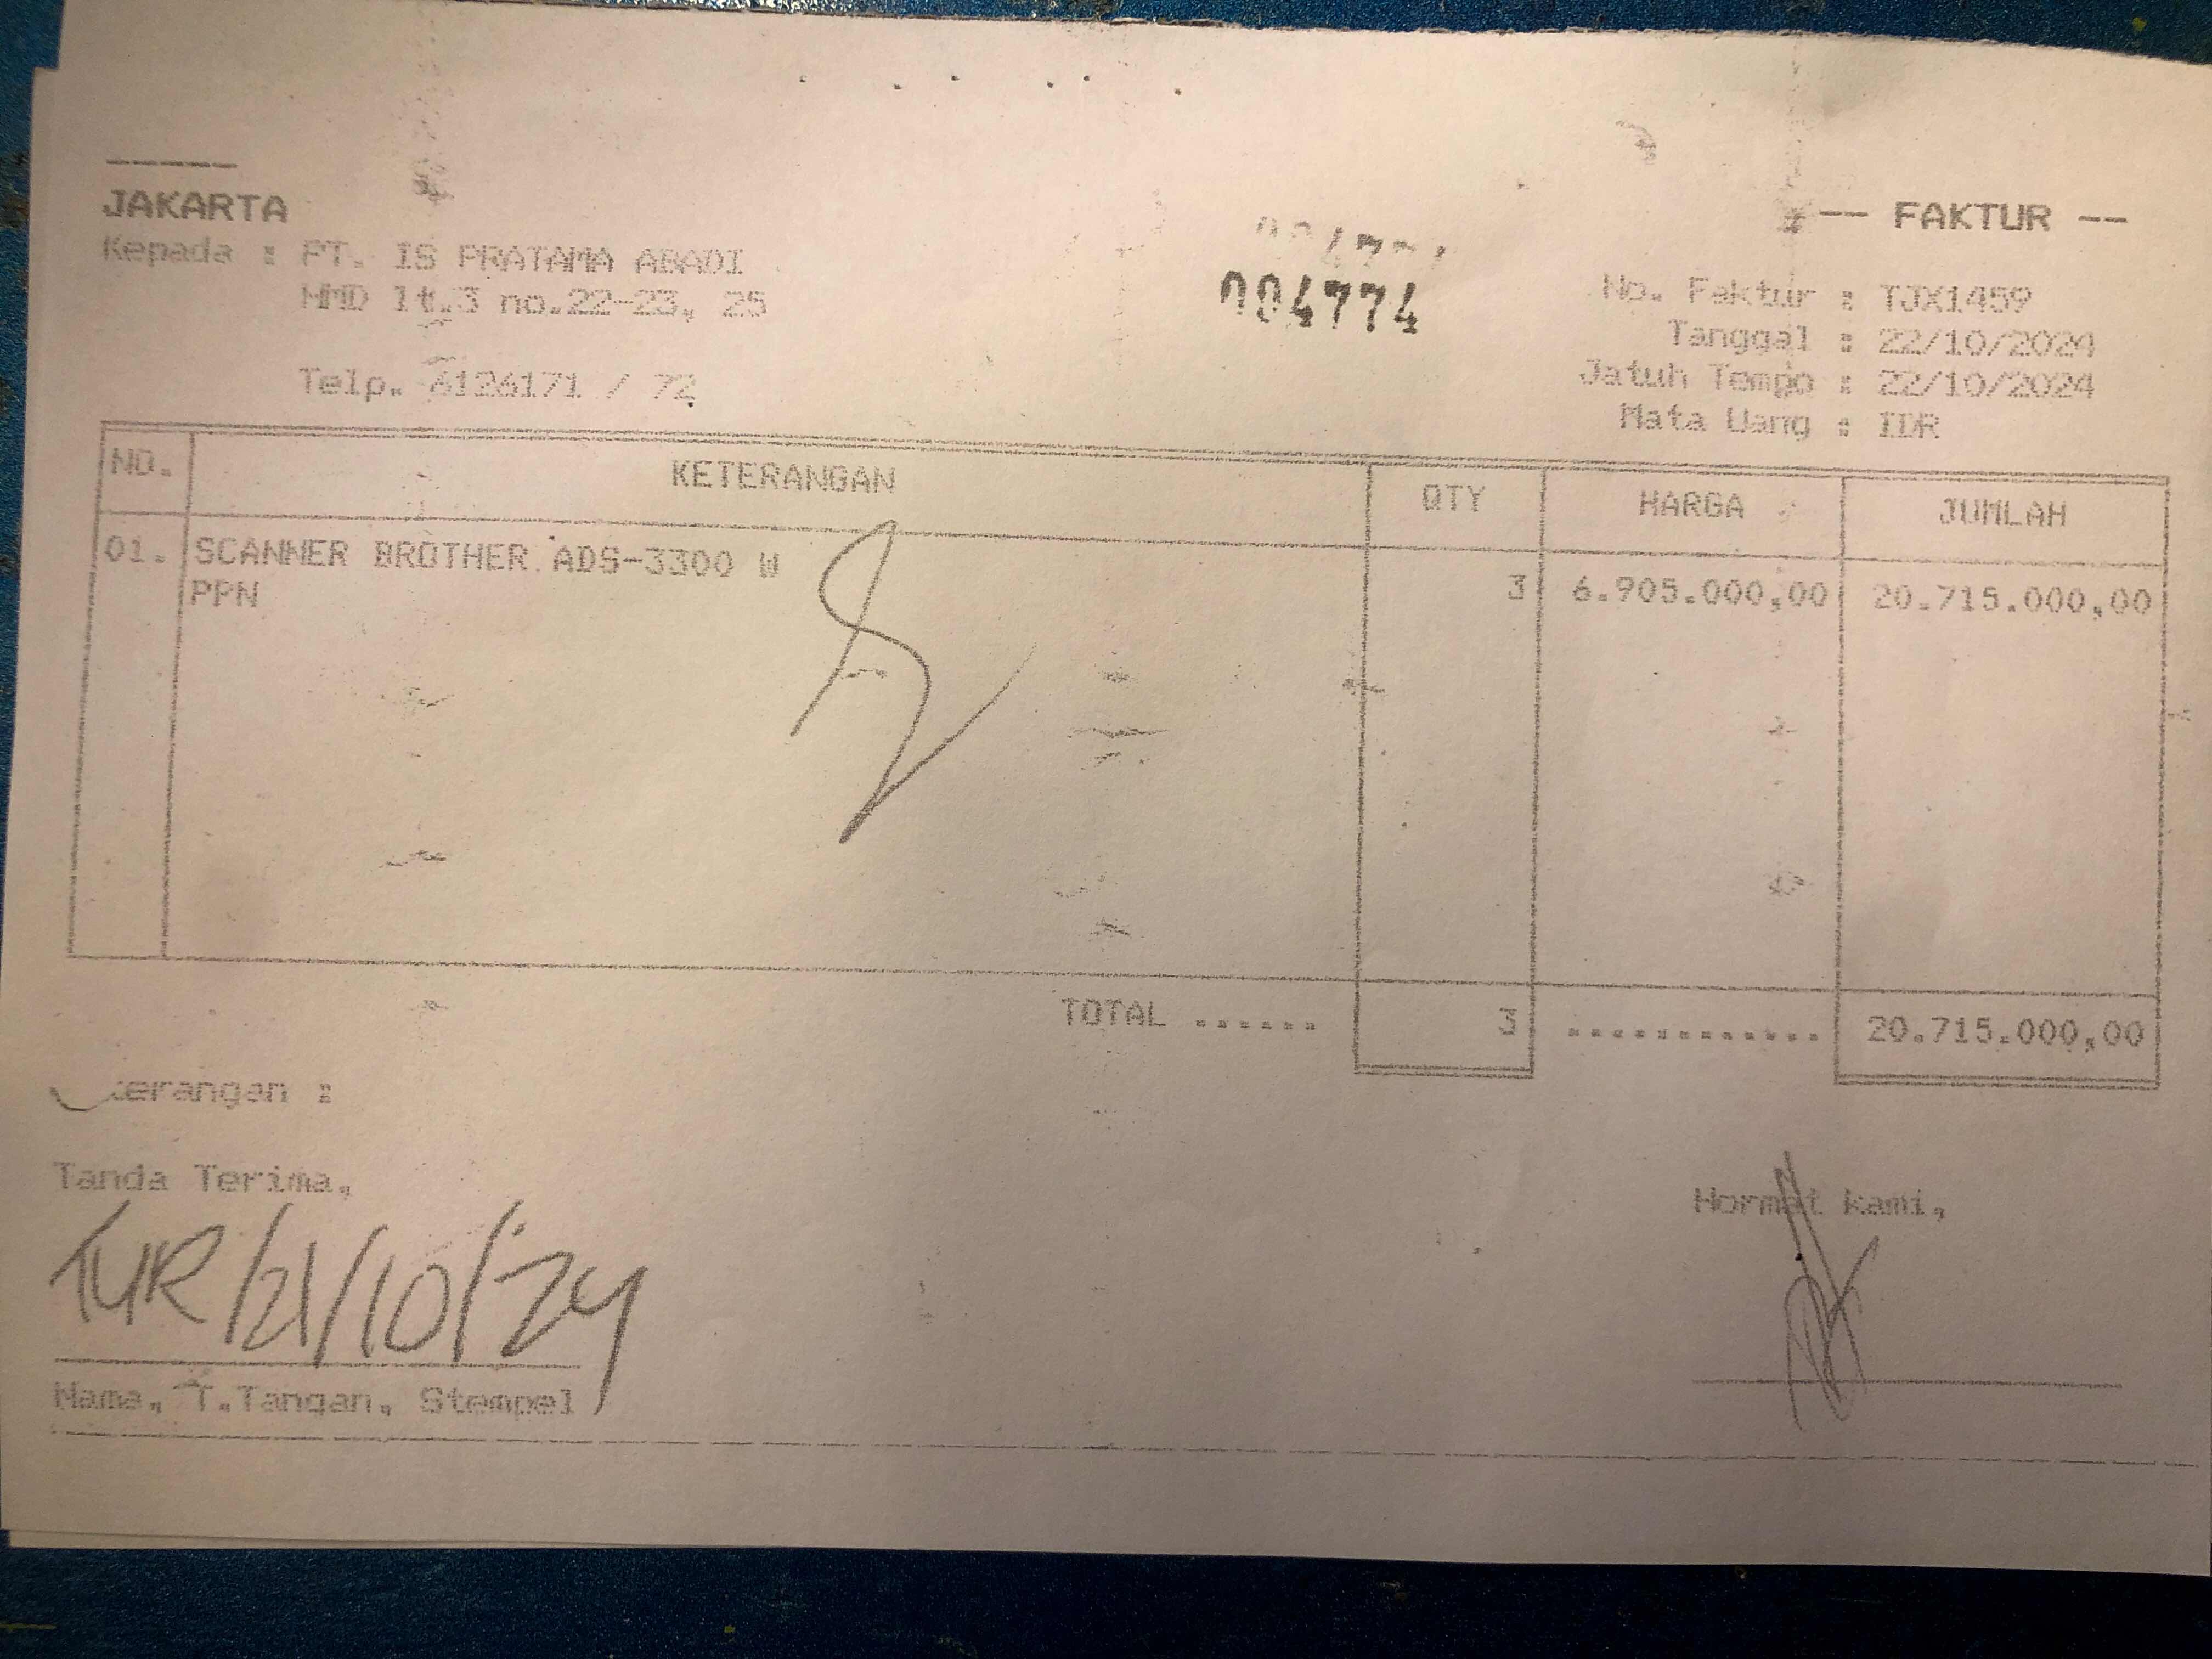 -----
JAKARTA
-- FAKTUR --
Kepada : PT. IS PRATAMA ABADI
MMD lt.3 no.22-23, 25
Telp. 6126171 / 72
004774
No. Faktur : TJX1459
Tanggal : 22/10/2024
Jatuh Tempo : 22/10/2024
Mata Uang : IDR
NO. KETERANGAN QTY HARGA JUMLAH
01. SCANNER BROTHER ADS-3300 W 3 6.905.000,00 20.715.000,00
PPN
TOTAL ...... 3 ............ 20.715.000,00
terangan :
Tanda Terima,
Hormat kami,
TUR/21/10/'24
Nama, T.Tangan, Stempel